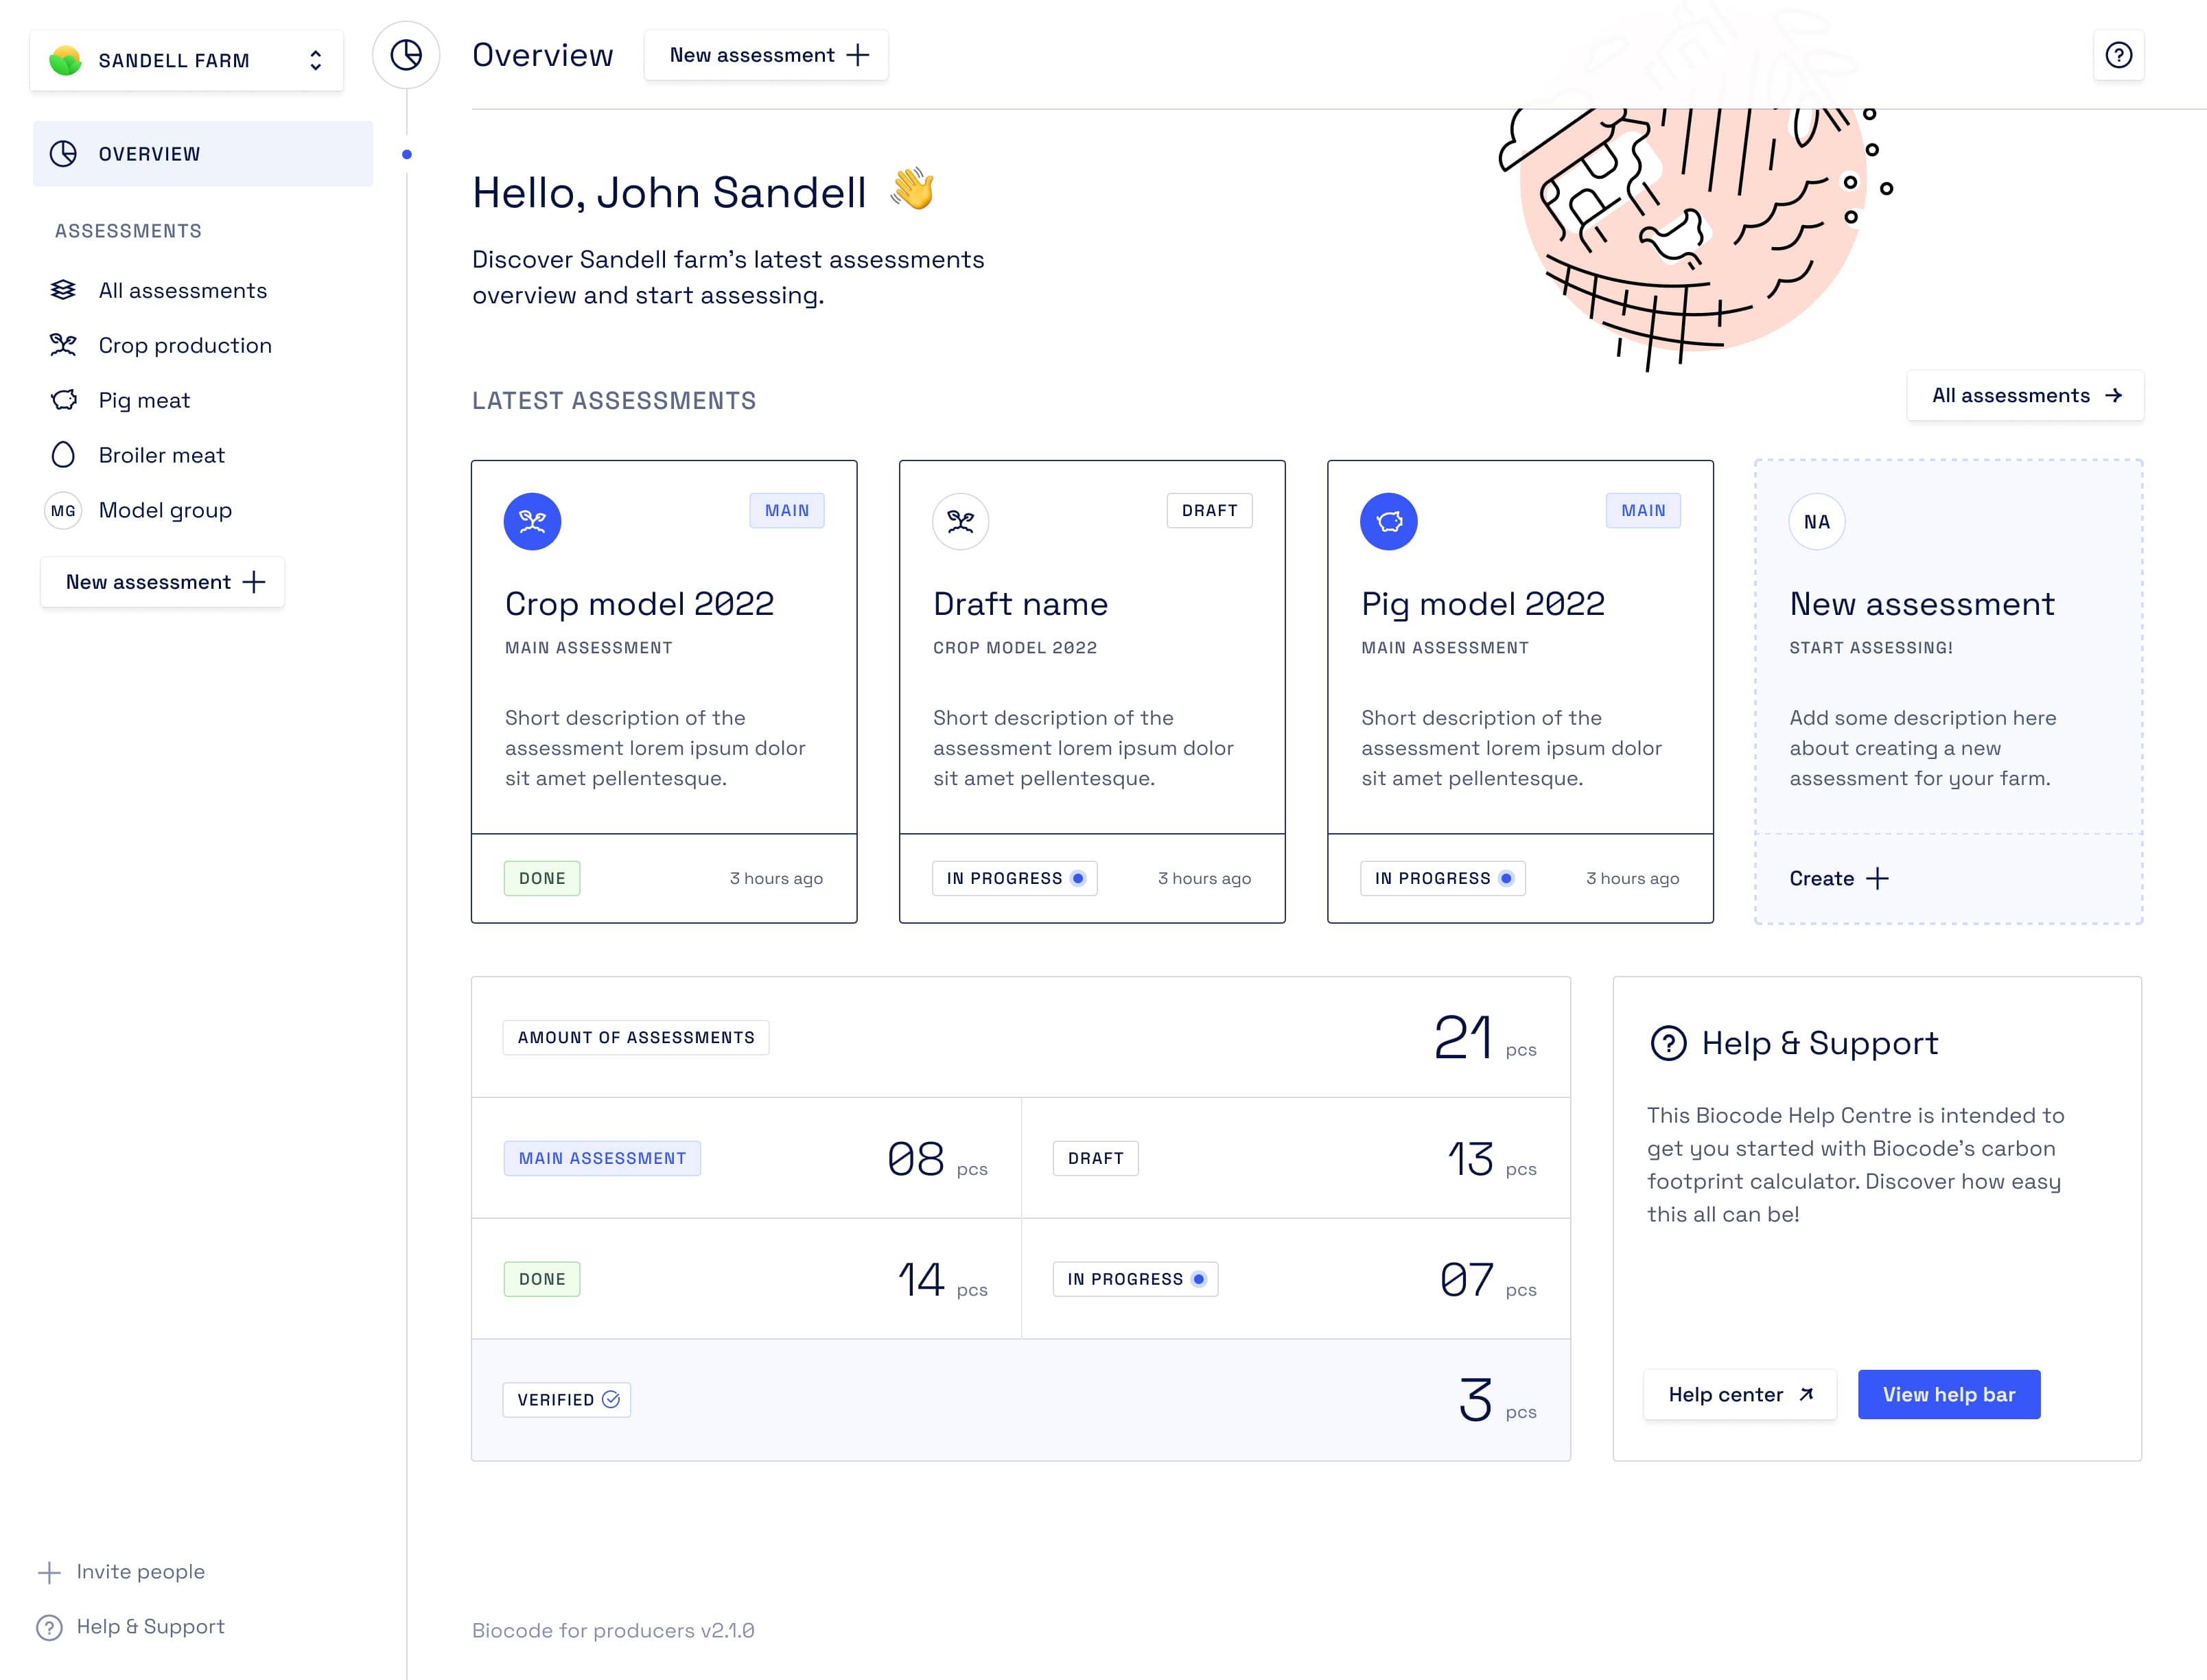 SANDELL FARM
OVERVIEW
ASSESSMENTS
All assessments
Crop production
Pig meat
Broiler meat
MG Model group
New assessment
Invite people
Help & Support
Overview
New assessment
Hello, John Sandell
Discover Sandell farm's latest assessments
overview and start assessing.
LATEST ASSESSMENTS
All assessments
MAIN
Crop model 2022
MAIN ASSESSMENT
Short description of the
assessment lorem ipsum dolor
sit amet pellentesque.
DONE
3 hours ago
DRAFT
Draft name
CROP MODEL 2022
Short description of the
assessment lorem ipsum dolor
sit amet pellentesque.
IN PROGRESS
3 hours ago
MAIN
Pig model 2022
MAIN ASSESSMENT
Short description of the
assessment lorem ipsum dolor
sit amet pellentesque.
IN PROGRESS
3 hours ago
NA
New assessment
START ASSESSING!
Add some description here
about creating a new
assessment for your farm.
Create
AMOUNT OF ASSESSMENTS
21 pcs
MAIN ASSESSMENT
08 pcs
DRAFT
13 pcs
DONE
14 pcs
IN PROGRESS
07 pcs
VERIFIED
3 pcs
Help & Support
This Biocode Help Centre is intended to
get you started with Biocode's carbon
footprint calculator. Discover how easy
this all can be!
Help center
View help bar
Biocode for producers v2.1.0